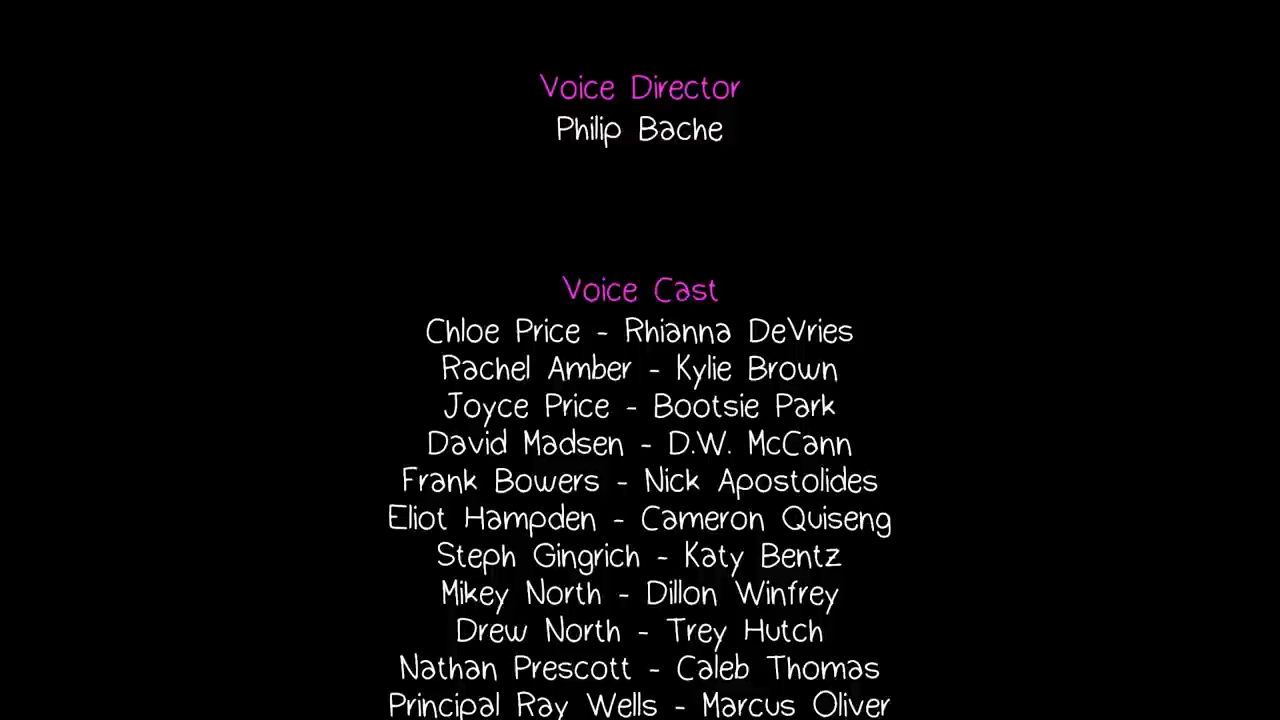 Voice Director
Philip Bache
Voice Cast
Chloe Price - Rhianna DeVries
Rachel Amber - Kylie Brown
Joyce Price - Bootsie Park
David Madsen - D.W. McCann
Frank Bowers - Nick Apostolides
Eliot Hampden - Cameron Quiseng
Steph Gingrich - Katy Bentz
Mikey North - Dillon Winfrey
Drew North - Trey Hutch
Nathan Prescott - Caleb Thomas
Principal Ray Wells - Marcus Oliver